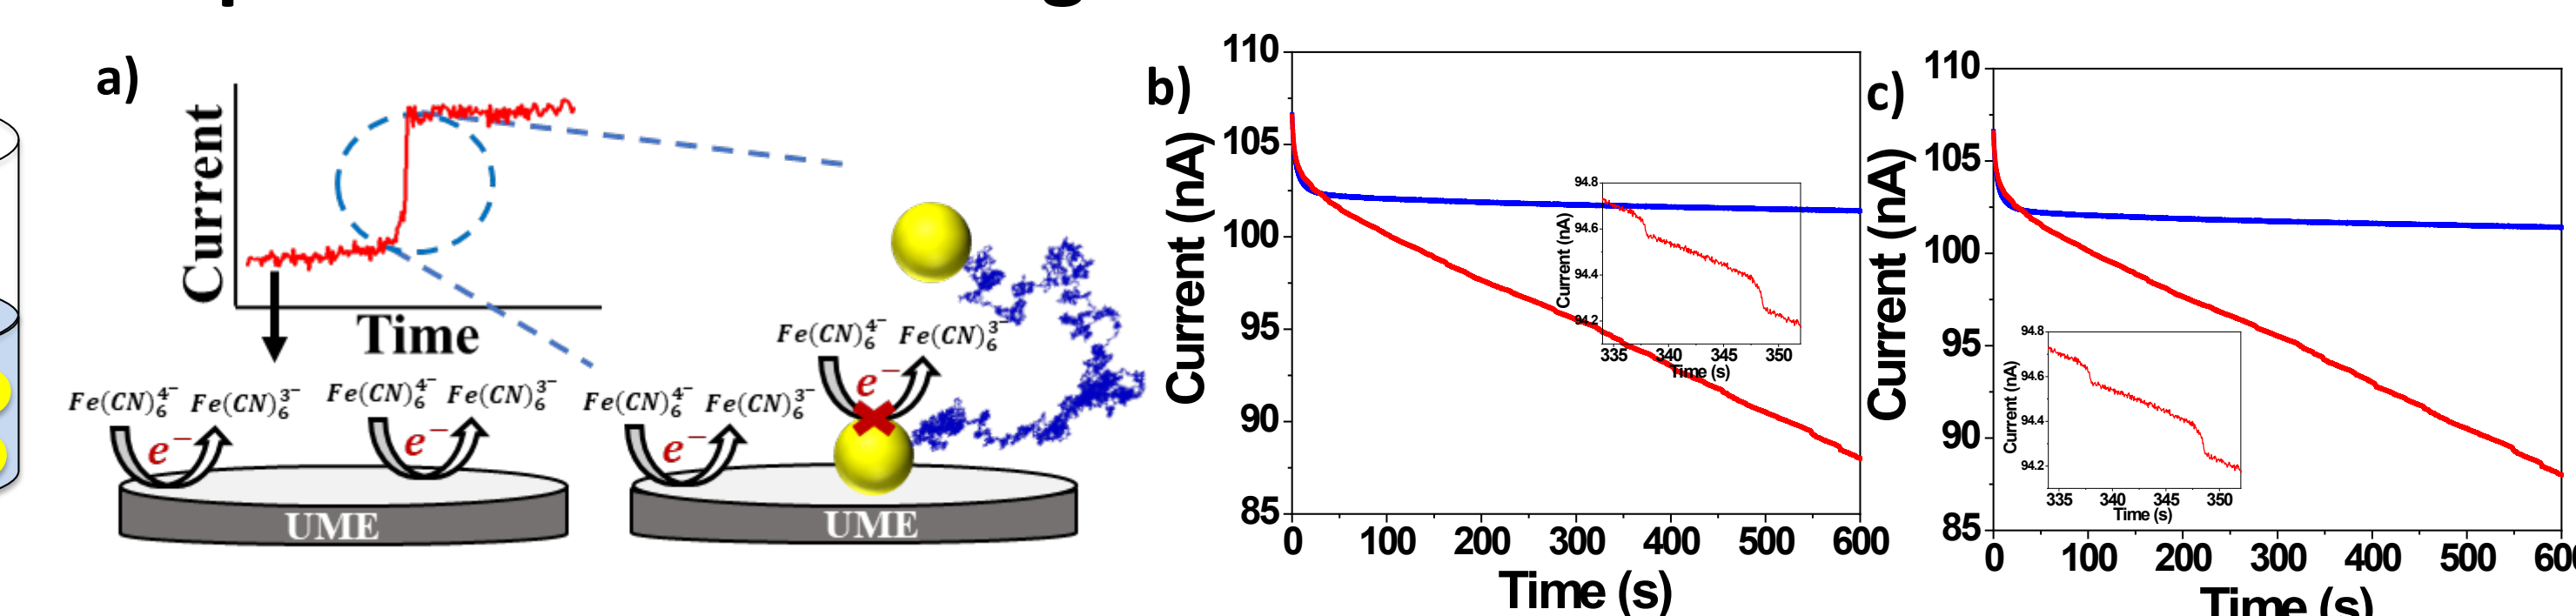 a)
Current
Time
Fe(CN)₆⁴⁻ Fe(CN)₆³⁻
e⁻
Fe(CN)₆⁴⁻ Fe(CN)₆³⁻
e⁻
UME
Fe(CN)₆⁴⁻ Fe(CN)₆³⁻
e⁻
Fe(CN)₆⁴⁻ Fe(CN)₆³⁻
e⁻
UME
b)
Current (nA)
110
105
100
95
90
85
0 100 200 300 400 500 600
Time (s)
Current (nA)
94.8
94.6
94.4
94.2
335 340 345 350
Time (s)
c)
Current (nA)
110
105
100
95
90
85
0 100 200 300 400 500
Time (s)
Current (nA)
94.8
94.6
94.4
94.2
335 340 345 350
Time (s)